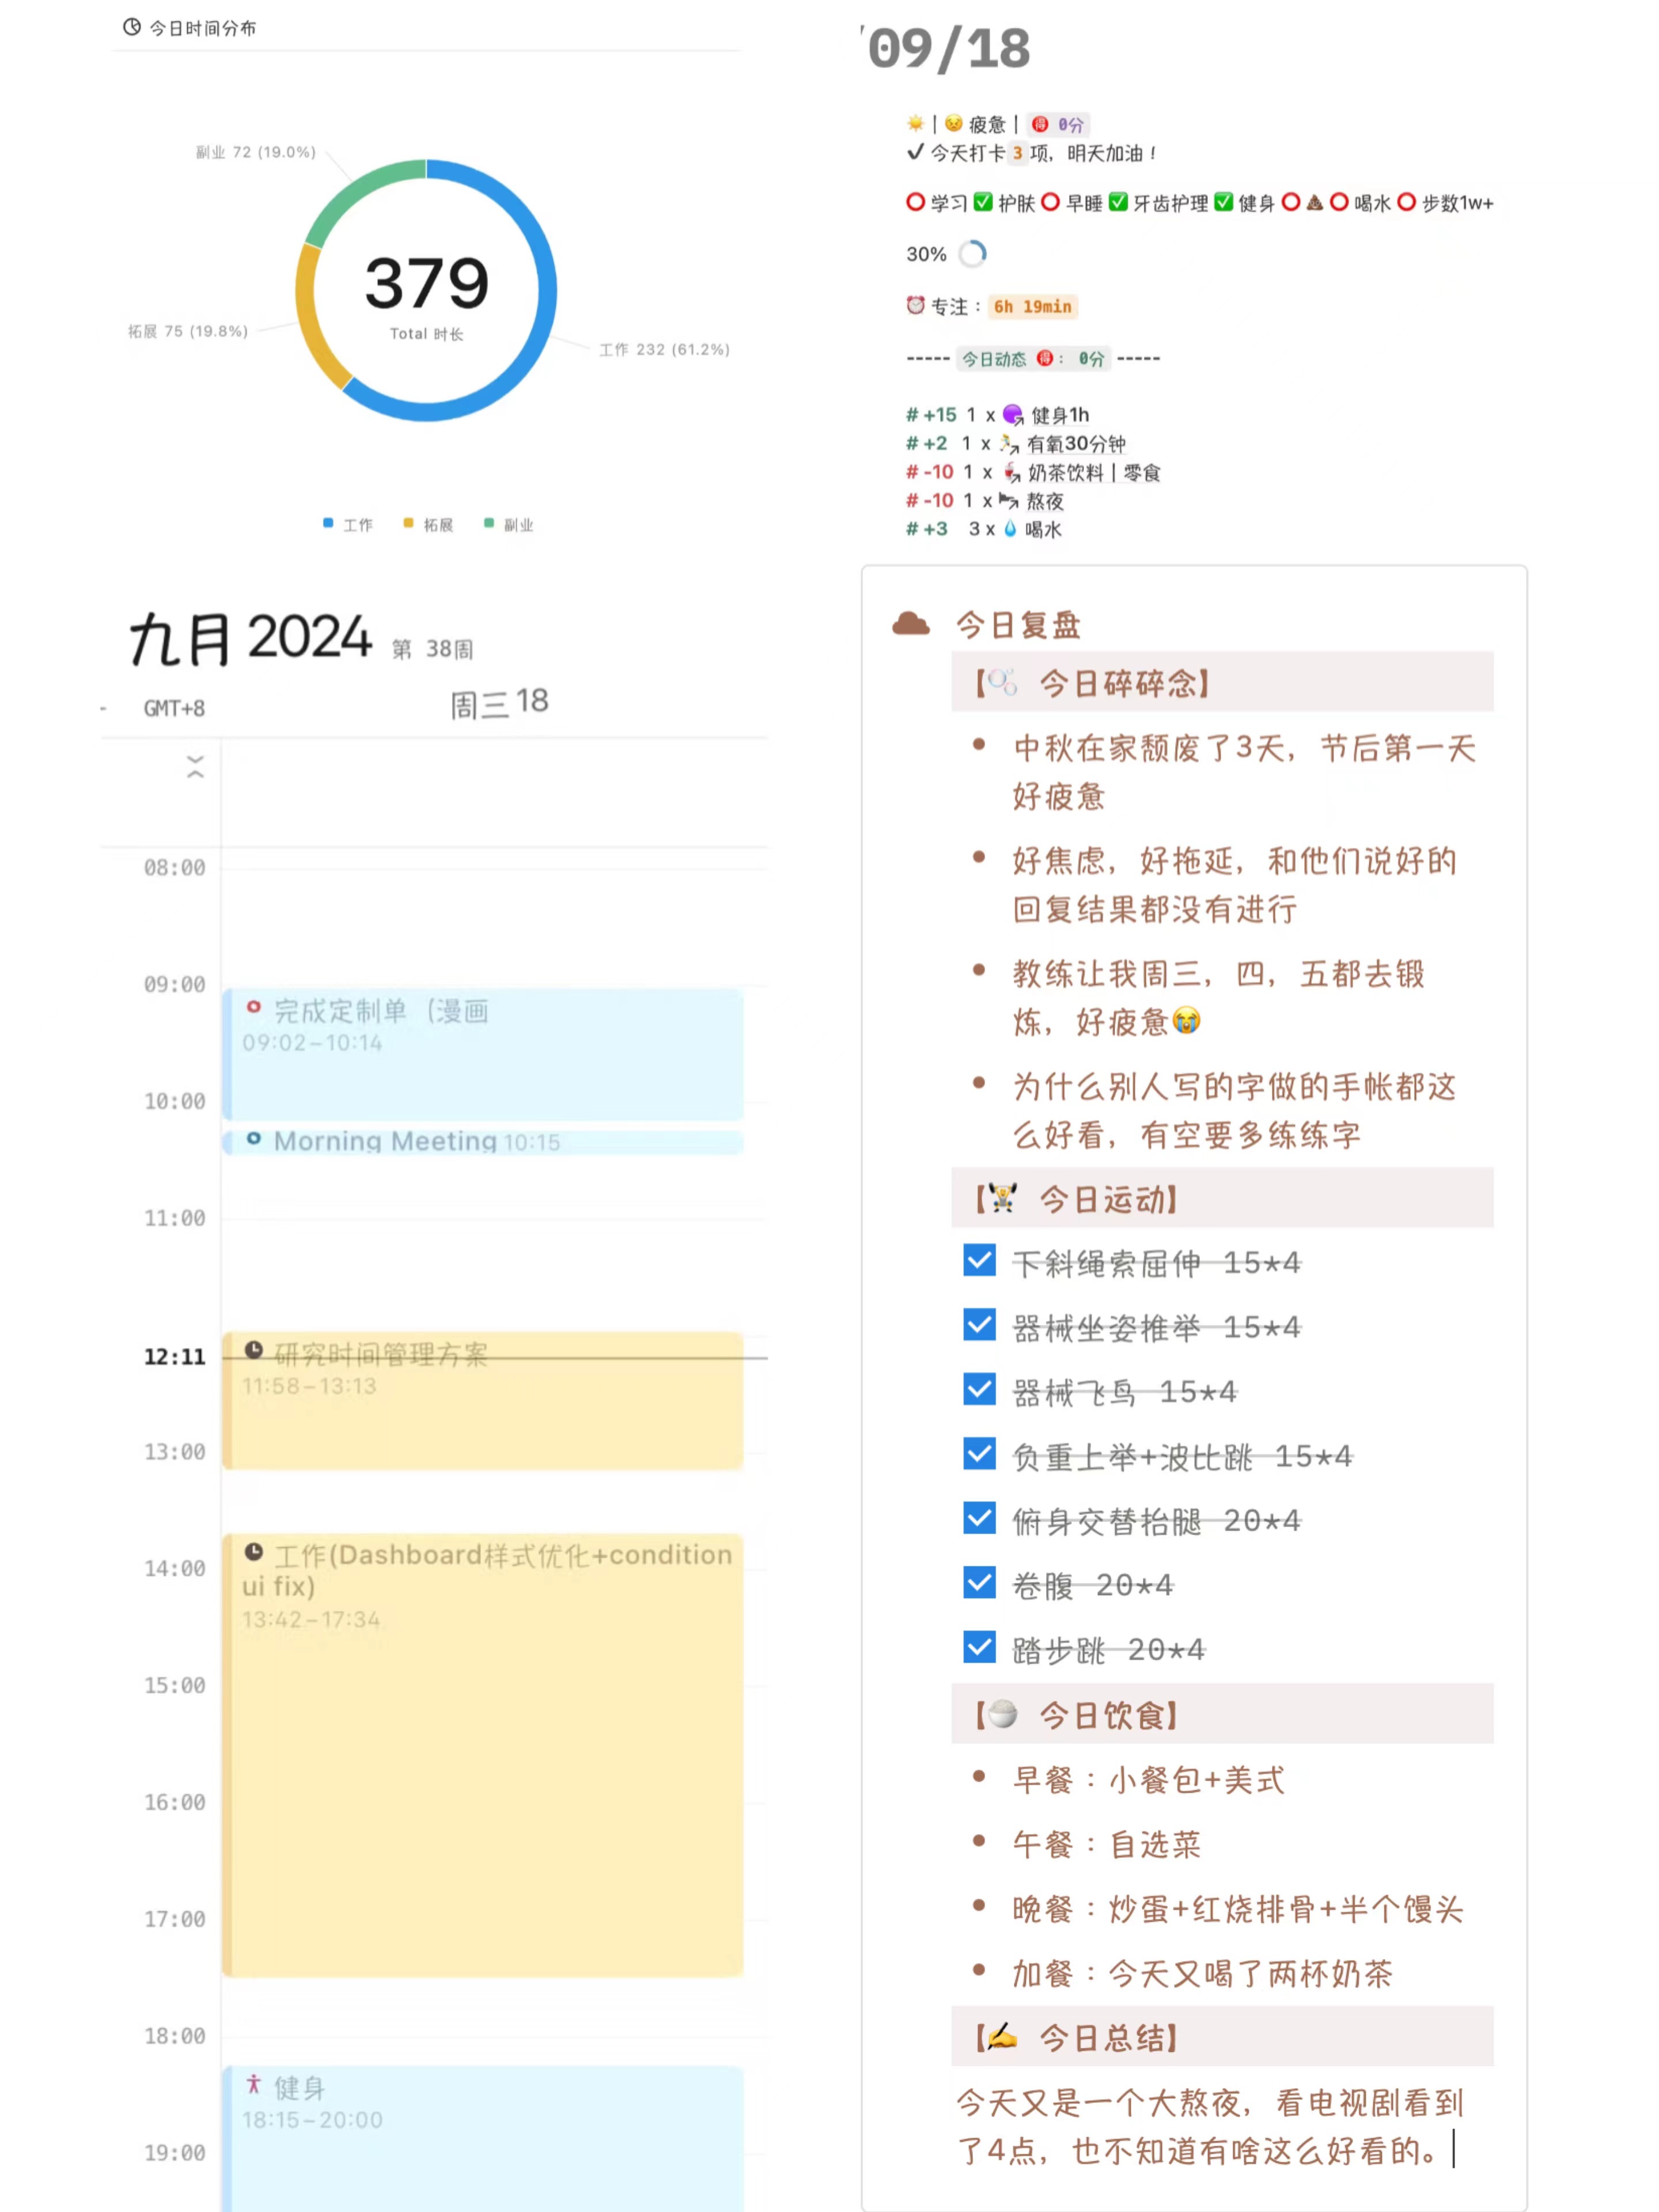 今日时间分布
副业 72 (19.0%)
379
Total 时长
拓展 75 (19.8%)
工作 232 (61.2%)
工作 拓展 副业
九月 2024 第 38周
GMT+8 周三 18
08:00
09:00
完成定制单（漫画
09:02–10:14
10:00
Morning Meeting 10:15
11:00
12:11
研究时间管理方案
11:58–13:13
13:00
工作(Dashboard样式优化+condition
14:00
ui fix)
13:42–17:34
15:00
16:00
17:00
18:00
健身
18:15–20:00
19:00
/09/18
☀️ | 😣 疲惫 | 🉐 0分
✓ 今天打卡3项，明天加油！
⭕ 学习 ✅ 护肤 ⭕ 早睡 ✅ 牙齿护理 ✅ 健身 ⭕ 💩 ⭕ 喝水 ⭕ 步数1w+
30%
⏰ 专注：6h 19min
----- 今日动态 🉐： 0分 -----
# +15 1 x 健身1h
# +2 1 x 有氧30分钟
# -10 1 x 奶茶饮料 | 零食
# -10 1 x 熬夜
# +3 3 x 💧 喝水
今日复盘
【🫧 今日碎碎念】
• 中秋在家颓废了3天，节后第一天
好疲惫
• 好焦虑，好拖延，和他们说好的
回复结果都没有进行
• 教练让我周三，四，五都去锻
炼，好疲惫😭
• 为什么别人写的字做的手帐都这
么好看，有空要多练练字
【🏋️ 今日运动】
下斜绳索屈伸 15*4
器械坐姿推举 15*4
器械飞鸟 15*4
负重上举+波比跳 15*4
俯身交替抬腿 20*4
卷腹 20*4
踏步跳 20*4
【🍚 今日饮食】
• 早餐：小餐包+美式
• 午餐：自选菜
• 晚餐：炒蛋+红烧排骨+半个馒头
• 加餐：今天又喝了两杯奶茶
【✍️ 今日总结】
今天又是一个大熬夜，看电视剧看到
了4点，也不知道有啥这么好看的。